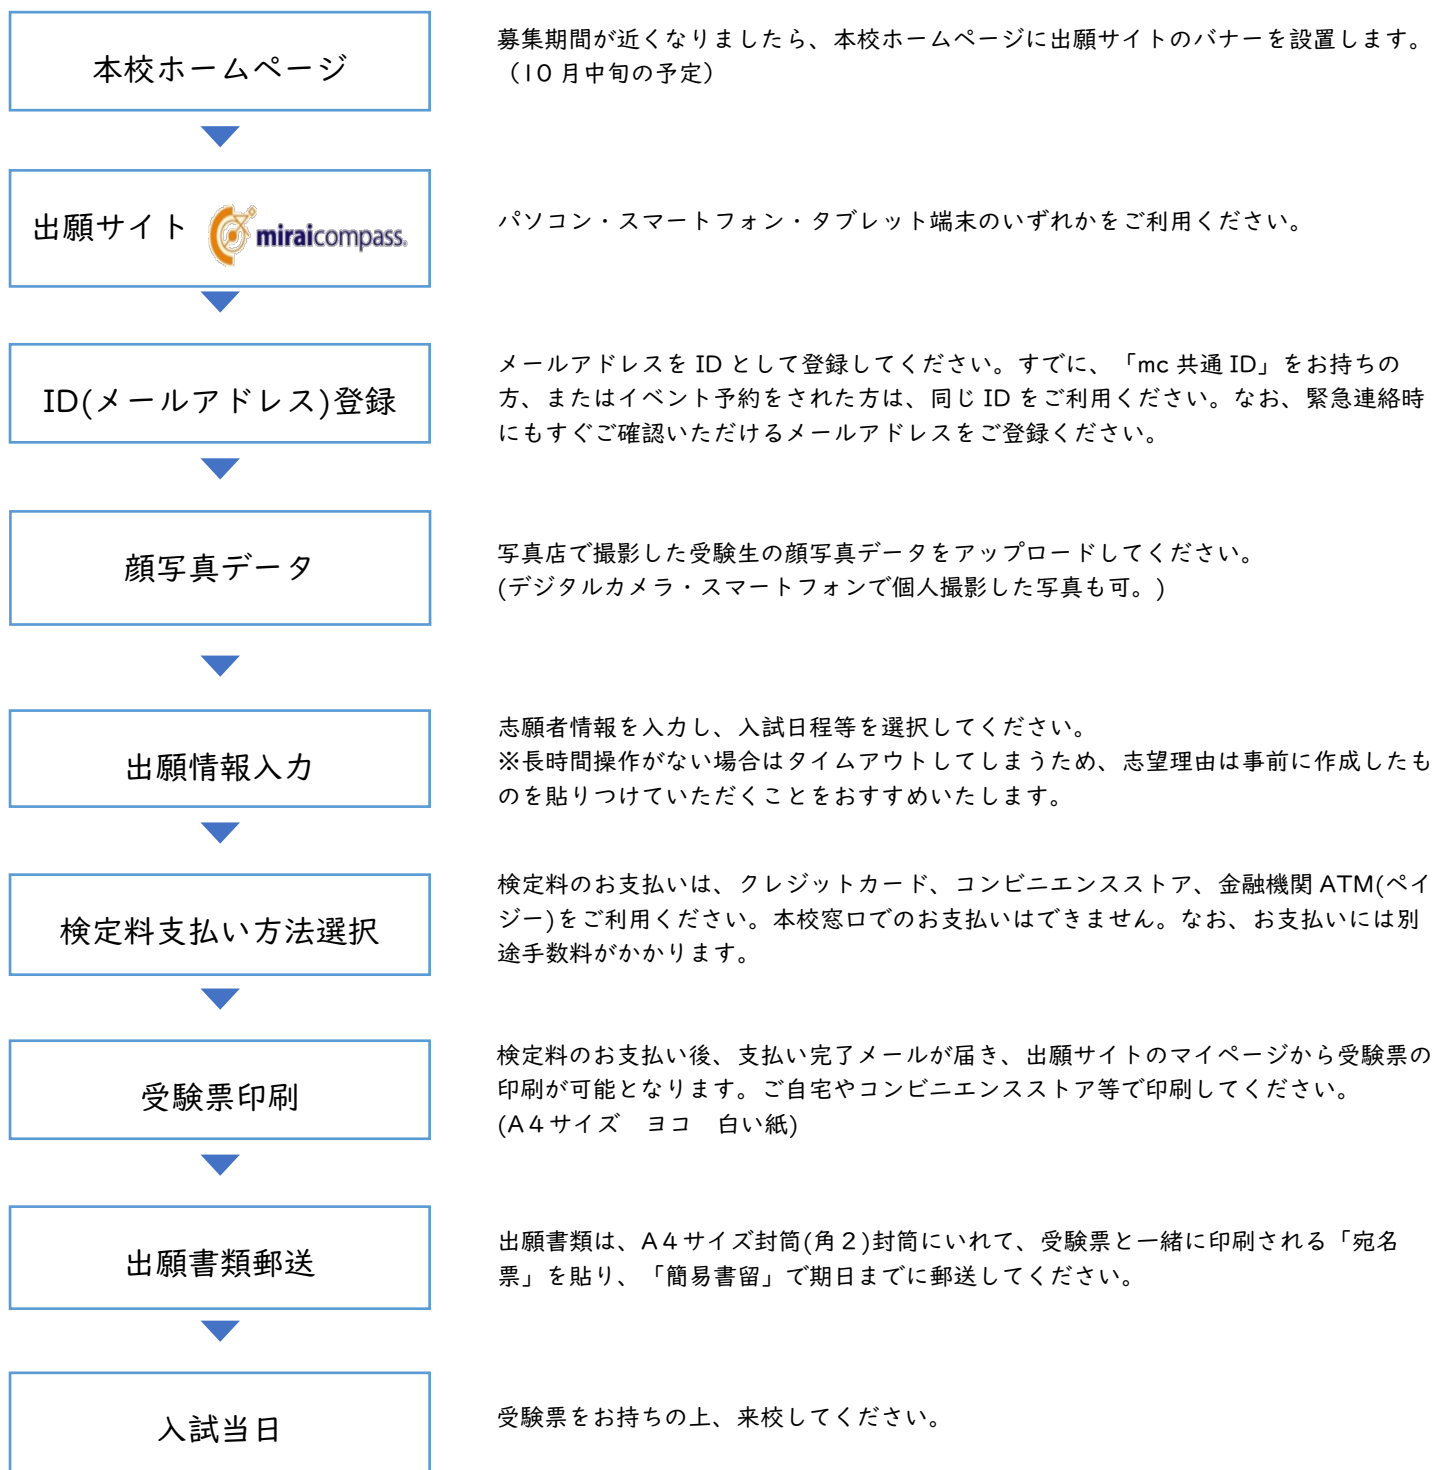 本校ホームページ
募集期間が近くなりましたら、本校ホームページに出願サイトのバナーを設置します。
（10月中旬の予定）
出願サイト miraicompass®
パソコン・スマートフォン・タブレット端末のいずれかをご利用ください。
ID(メールアドレス)登録
メールアドレスを ID として登録してください。すでに、「mc 共通 ID」をお持ちの
方、またはイベント予約をされた方は、同じ ID をご利用ください。なお、緊急連絡時
にもすぐご確認いただけるメールアドレスをご登録ください。
顔写真データ
写真店で撮影した受験生の顔写真データをアップロードしてください。
(デジタルカメラ・スマートフォンで個人撮影した写真も可。)
出願情報入力
志願者情報を入力し、入試日程等を選択してください。
※長時間操作がない場合はタイムアウトしてしまうため、志望理由は事前に作成したも
のを貼りつけていただくことをおすすめいたします。
検定料支払い方法選択
検定料のお支払いは、クレジットカード、コンビニエンスストア、金融機関 ATM(ペイ
ジー)をご利用ください。本校窓口でのお支払いはできません。なお、お支払いには別
途手数料がかかります。
受験票印刷
検定料のお支払い後、支払い完了メールが届き、出願サイトのマイページから受験票の
印刷が可能となります。ご自宅やコンビニエンスストア等で印刷してください。
(A４サイズ　ヨコ　白い紙)
出願書類郵送
出願書類は、A４サイズ封筒(角２)封筒にいれて、受験票と一緒に印刷される「宛名
票」を貼り、「簡易書留」で期日までに郵送してください。
入試当日
受験票をお持ちの上、来校してください。